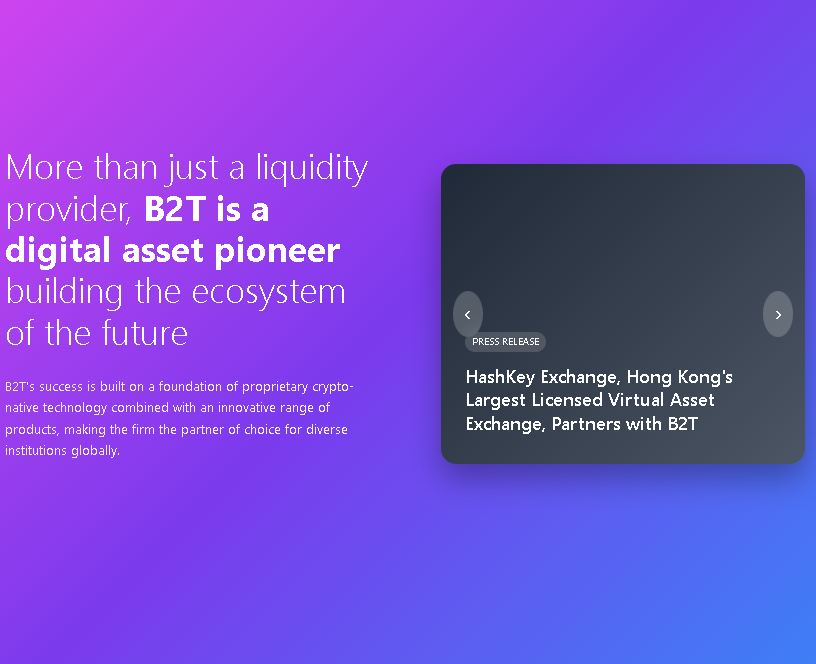 More than just a liquidity
provider, B2T is a
digital asset pioneer
building the ecosystem
of the future
B2T's success is built on a foundation of proprietary crypto-
native technology combined with an innovative range of
products, making the firm the partner of choice for diverse
institutions globally.
‹ ›
PRESS RELEASE
HashKey Exchange, Hong Kong's
Largest Licensed Virtual Asset
Exchange, Partners with B2T